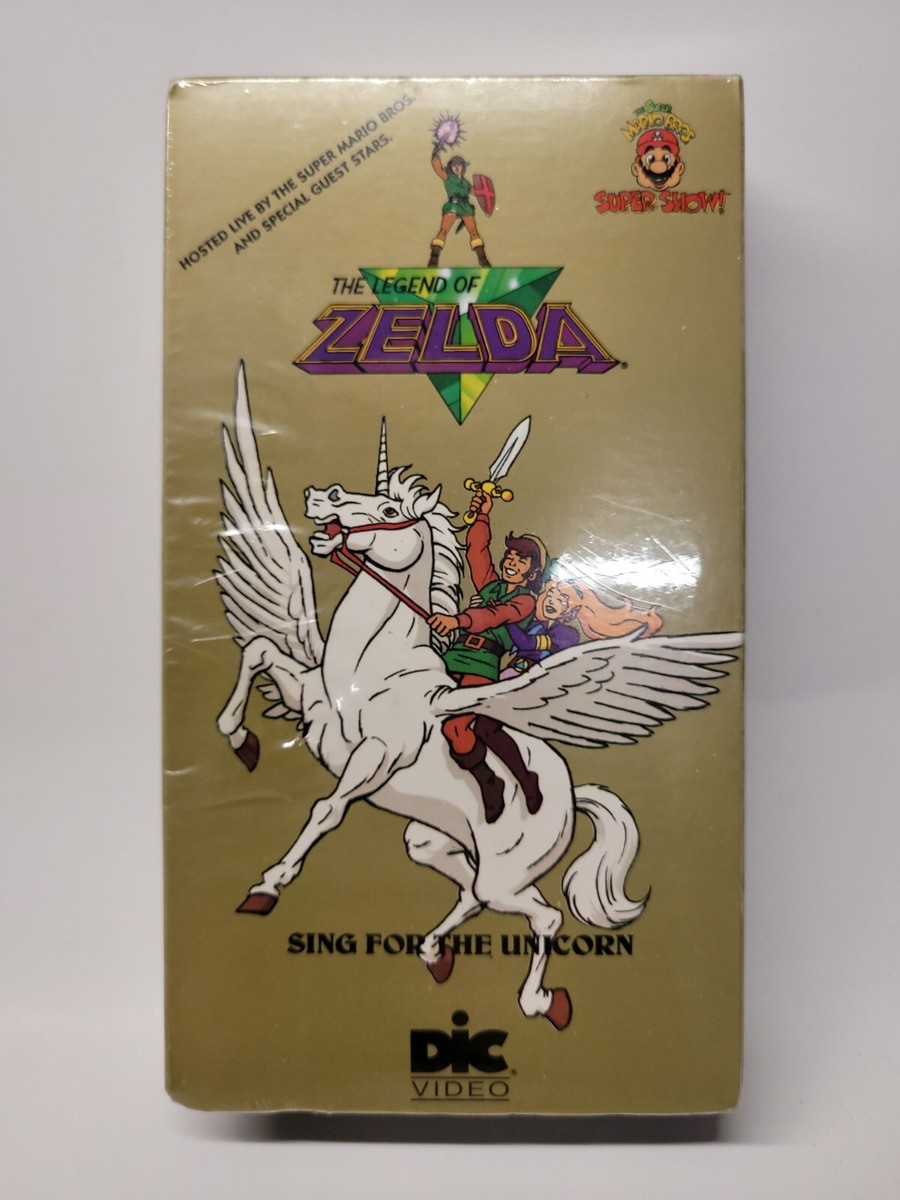 HOSTED LIVE BY THE SUPER MARIO BROS.®
AND SPECIAL GUEST STARS.
THE SUPER
MARIO BROS
SUPER SHOW!™
THE LEGEND OF
ZELDA®
SING FOR THE UNICORN
DiC®
VIDEO